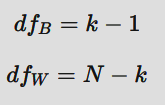 df_B = k − 1
df_W = N − k